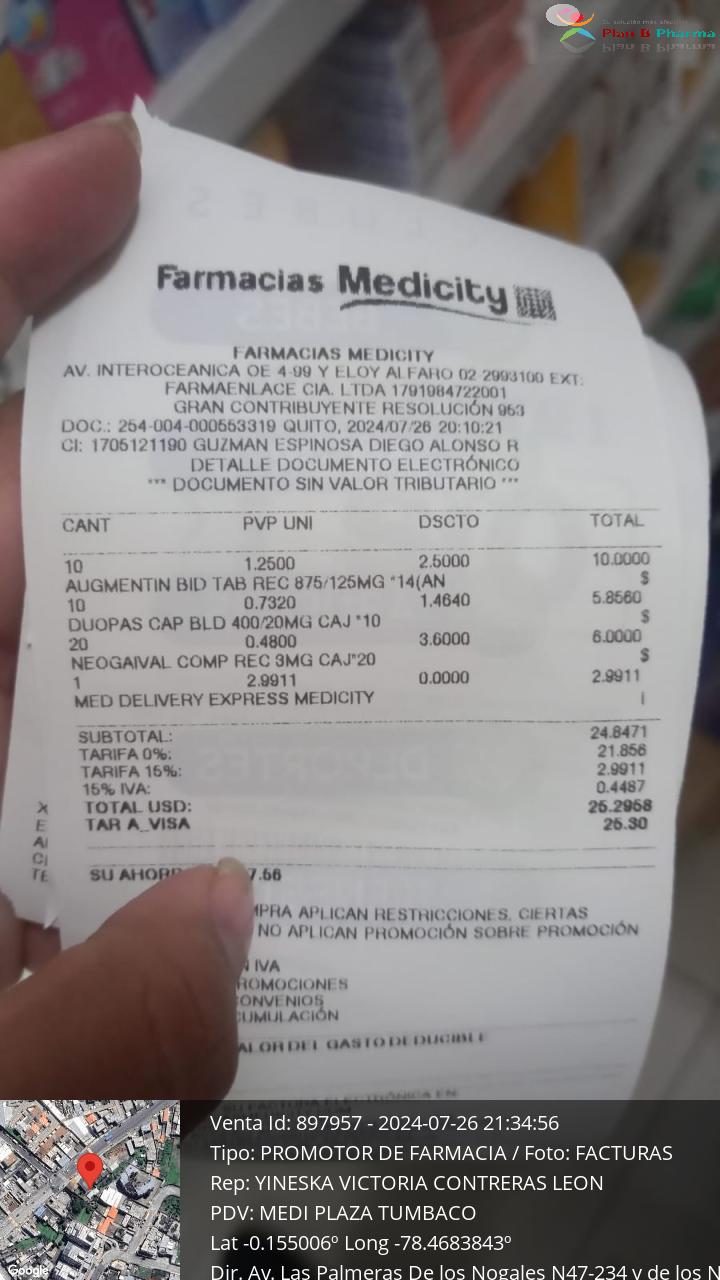 Su solución más efectiva
Plan B Pharma
Farmacias Medicity
FARMACIAS MEDICITY
AV. INTEROCEANICA OE 4-99 Y ELOY ALFARO 02 2993100 EXT:
FARMAENLACE CIA. LTDA 1791984722001
GRAN CONTRIBUYENTE RESOLUCIÓN 953
DOC.: 254-004-000553319 QUITO, 2024/07/26 20:10:21
CI: 1705121190 GUZMAN ESPINOSA DIEGO ALONSO R
DETALLE DOCUMENTO ELECTRÓNICO
*** DOCUMENTO SIN VALOR TRIBUTARIO ***
CANT PVP UNI DSCTO TOTAL
10 1.2500 2.5000 10.0000
AUGMENTIN BID TAB REC 875/125MG *14(AN $
10 0.7320 1.4640 5.8560
DUOPAS CAP BLD 400/20MG CAJ *10 $
20 0.4800 3.6000 6.0000
NEOGAIVAL COMP REC 3MG CAJ*20 $
1 2.9911 0.0000 2.9911
MED DELIVERY EXPRESS MEDICITY I
SUBTOTAL: 24.8471
TARIFA 0%: 21.856
TARIFA 15%: 2.9911
15% IVA: 0.4487
TOTAL USD: 25.2958
TAR A_VISA 25.30
SU AHORR 7.56
MPRA APLICAN RESTRICCIONES, CIERTAS
NO APLICAN PROMOCIÓN SOBRE PROMOCIÓN
N IVA
ROMOCIONES
CONVENIOS
CUMULACIÓN
ALOR DEL GASTO DEDUCIBLE
FACTURA ELECTRÓNICA EN
Google
Venta Id: 897957 - 2024-07-26 21:34:56
Tipo: PROMOTOR DE FARMACIA / Foto: FACTURAS
Rep: YINESKA VICTORIA CONTRERAS LEON
PDV: MEDI PLAZA TUMBACO
Lat -0.155006º Long -78.4683843º
Dir. Av. Las Palmeras De los Nogales N47-234 y de los N